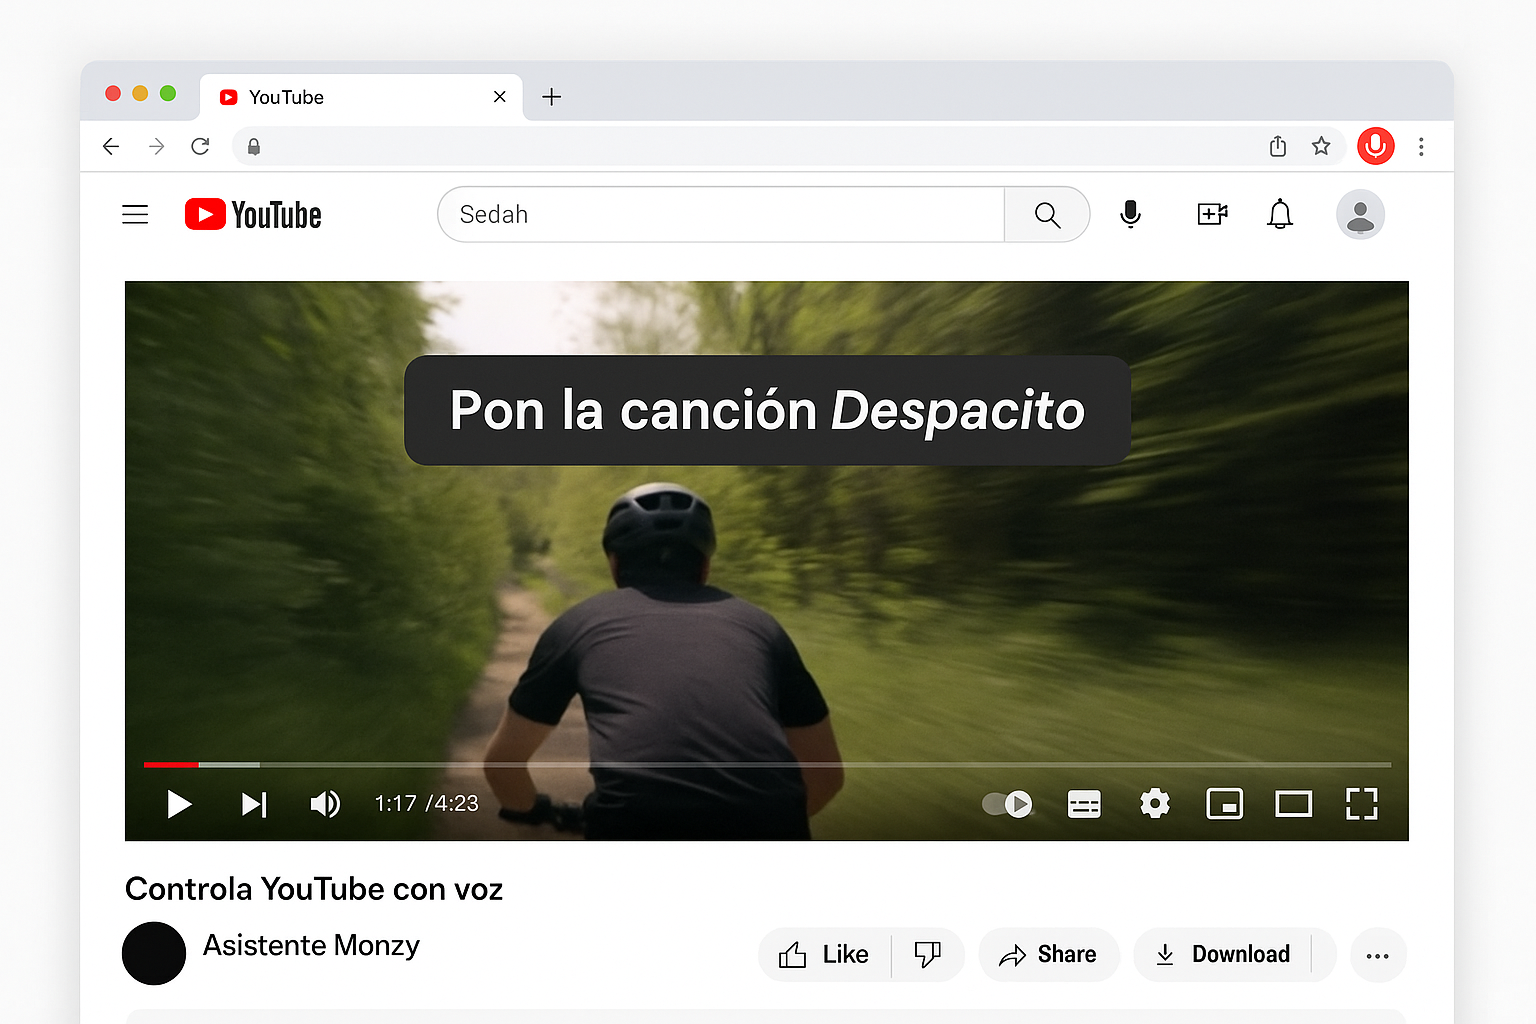 YouTube
YouTube
Sedah
Pon la canción Despacito
1:17 /4:23
Controla YouTube con voz
Asistente Monzy
Like
Share
Download